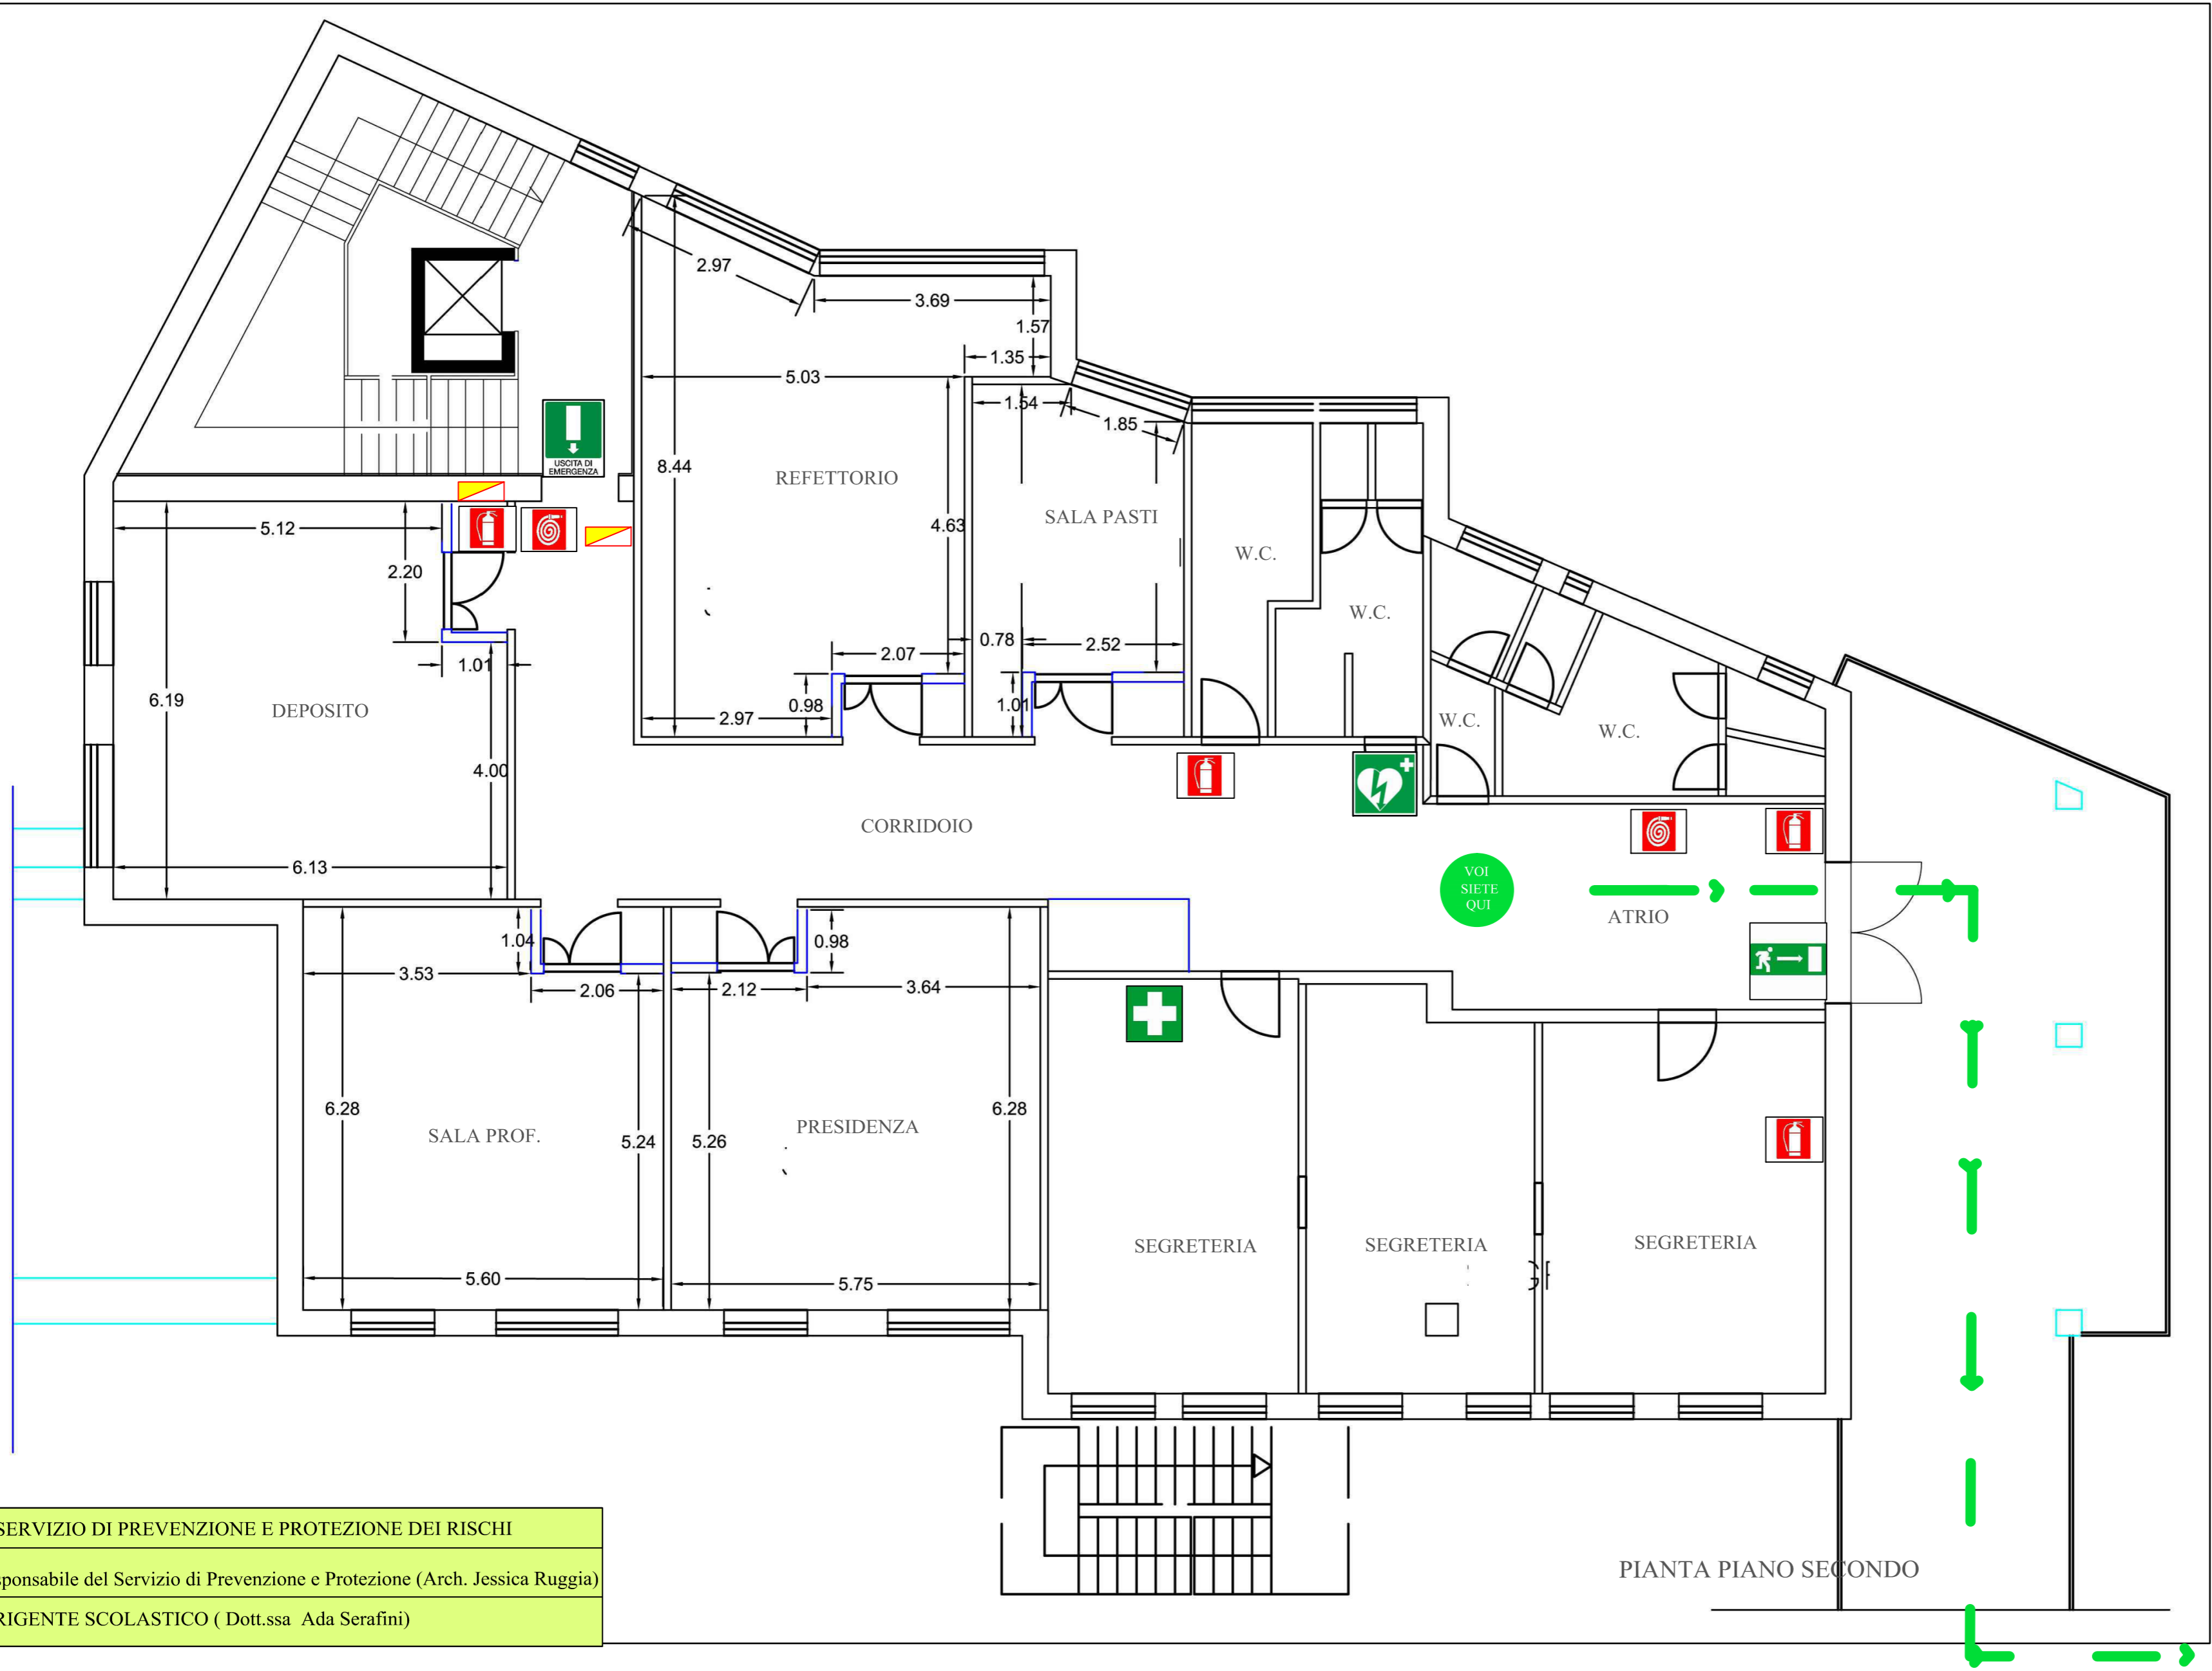 2.97
3.69
1.57
1.35
5.03
1.54
1.85
USCITA DI
EMERGENZA
8.44
REFETTORIO
4.63
SALA PASTI
5.12
2.20
W.C.
W.C.
0.78
2.52
2.07
1.01
6.19
DEPOSITO
2.97
0.98
1.01
W.C.
W.C.
4.00
CORRIDOIO
6.13
VOI
SIETE
QUI
ATRIO
1.04
3.53
2.06
2.12
0.98
3.64
6.28
SALA PROF.
5.24
5.26
PRESIDENZA
6.28
SEGRETERIA
SEGRETERIA
SEGRETERIA
5.60
5.75
SERVIZIO DI PREVENZIONE E PROTEZIONE DEI RISCHI
sponsabile del Servizio di Prevenzione e Protezione (Arch. Jessica Ruggia)
RIGENTE SCOLASTICO ( Dott.ssa Ada Serafini)
PIANTA PIANO SECONDO